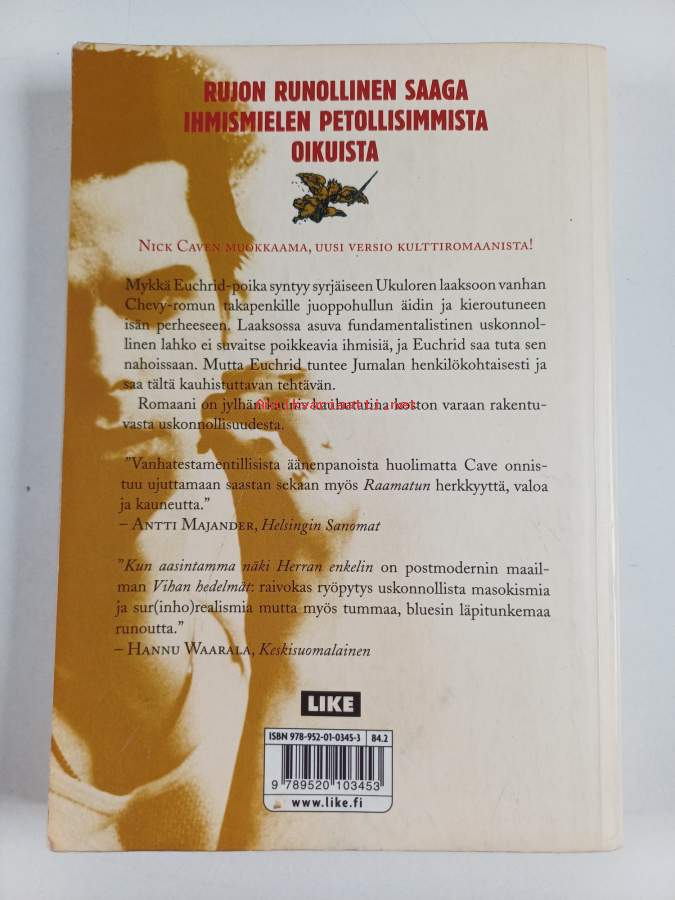 RUJON RUNOLLINEN SAAGA
IHMISMIELEN PETOLLISIMMISTA
OIKUISTA
NICK CAVEN MUOKKAAMA, UUSI VERSIO KULTTIROMAANISTA!
Mykkä Euchrid-poika syntyy syrjäiseen Ukuloren laaksoon vanhan
Chevy-romun takapenkille juoppohullun äidin ja kieroutuneen
isän perheeseen. Laaksossa asuva fundamentalistinen uskonnol-
linen lahko ei suvaitse poikkeavia ihmisiä, ja Euchrid saa tuta sen
nahoissaan. Mutta Euchrid tuntee Jumalan henkilökohtaisesti ja
saa tältä kauhistuttavan tehtävän.
Romaani on jylhän kaunis kauhutarina koston varaan rakentu-
vasta uskonnollisuudesta.
"Vanhatestamentillisista äänenpanoista huolimatta Cave onnis-
tuu ujuttamaan saastan sekaan myös Raamatun herkkyyttä, valoa
ja kauneutta."
– ANTTI MAJANDER, Helsingin Sanomat
"Kun aasintamma näki Herran enkelin on postmodernin maail-
man Vihan hedelmät: raivokas ryöpytys uskonnollista masokismia
ja sur(inho)realismia mutta myös tummaa, bluesin läpitunkemaa
runoutta."
– HANNU WAARALA, Keskisuomalainen
LIKE
ISBN 978-952-01-0345-3 84.2
9 789520 103453
www.like.fi